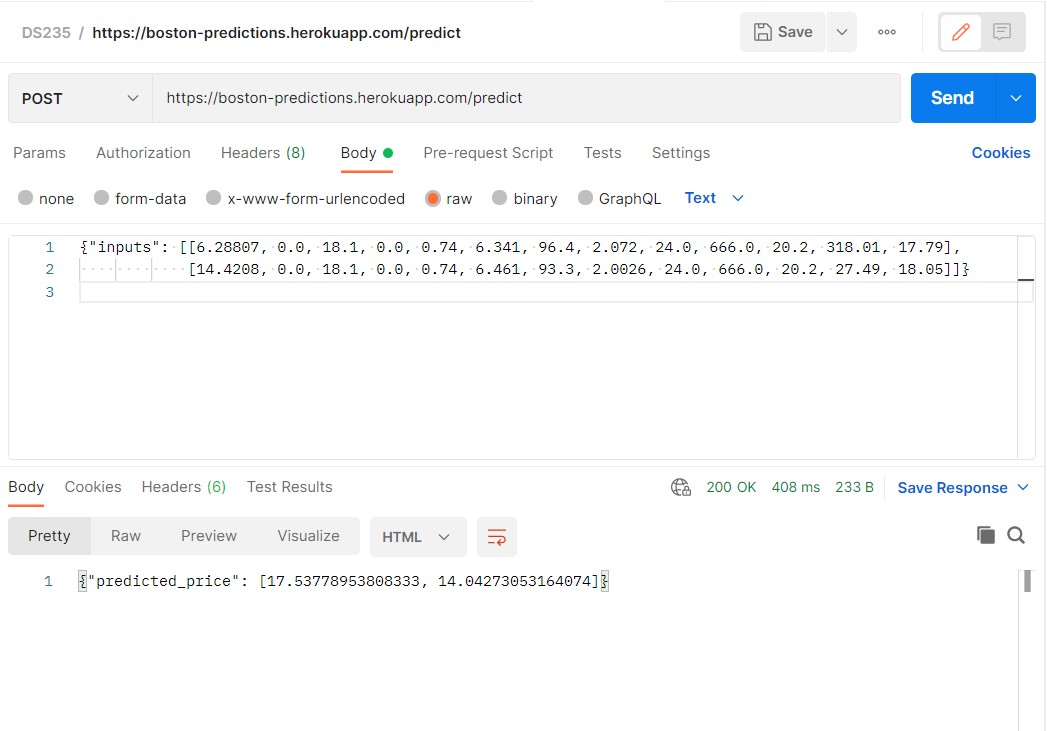 DS235 / https://boston-predictions.herokuapp.com/predict Save
POST https://boston-predictions.herokuapp.com/predict Send
Params Authorization Headers (8) Body Pre-request Script Tests Settings Cookies
none form-data x-www-form-urlencoded raw binary GraphQL Text
1 {"inputs": [[6.28807, 0.0, 18.1, 0.0, 0.74, 6.341, 96.4, 2.072, 24.0, 666.0, 20.2, 318.01, 17.79],
2 [14.4208, 0.0, 18.1, 0.0, 0.74, 6.461, 93.3, 2.0026, 24.0, 666.0, 20.2, 27.49, 18.05]]}
3
Body Cookies Headers (6) Test Results 200 OK 408 ms 233 B Save Response
Pretty Raw Preview Visualize HTML
1 {"predicted_price": [17.53778953808333, 14.04273053164074]}